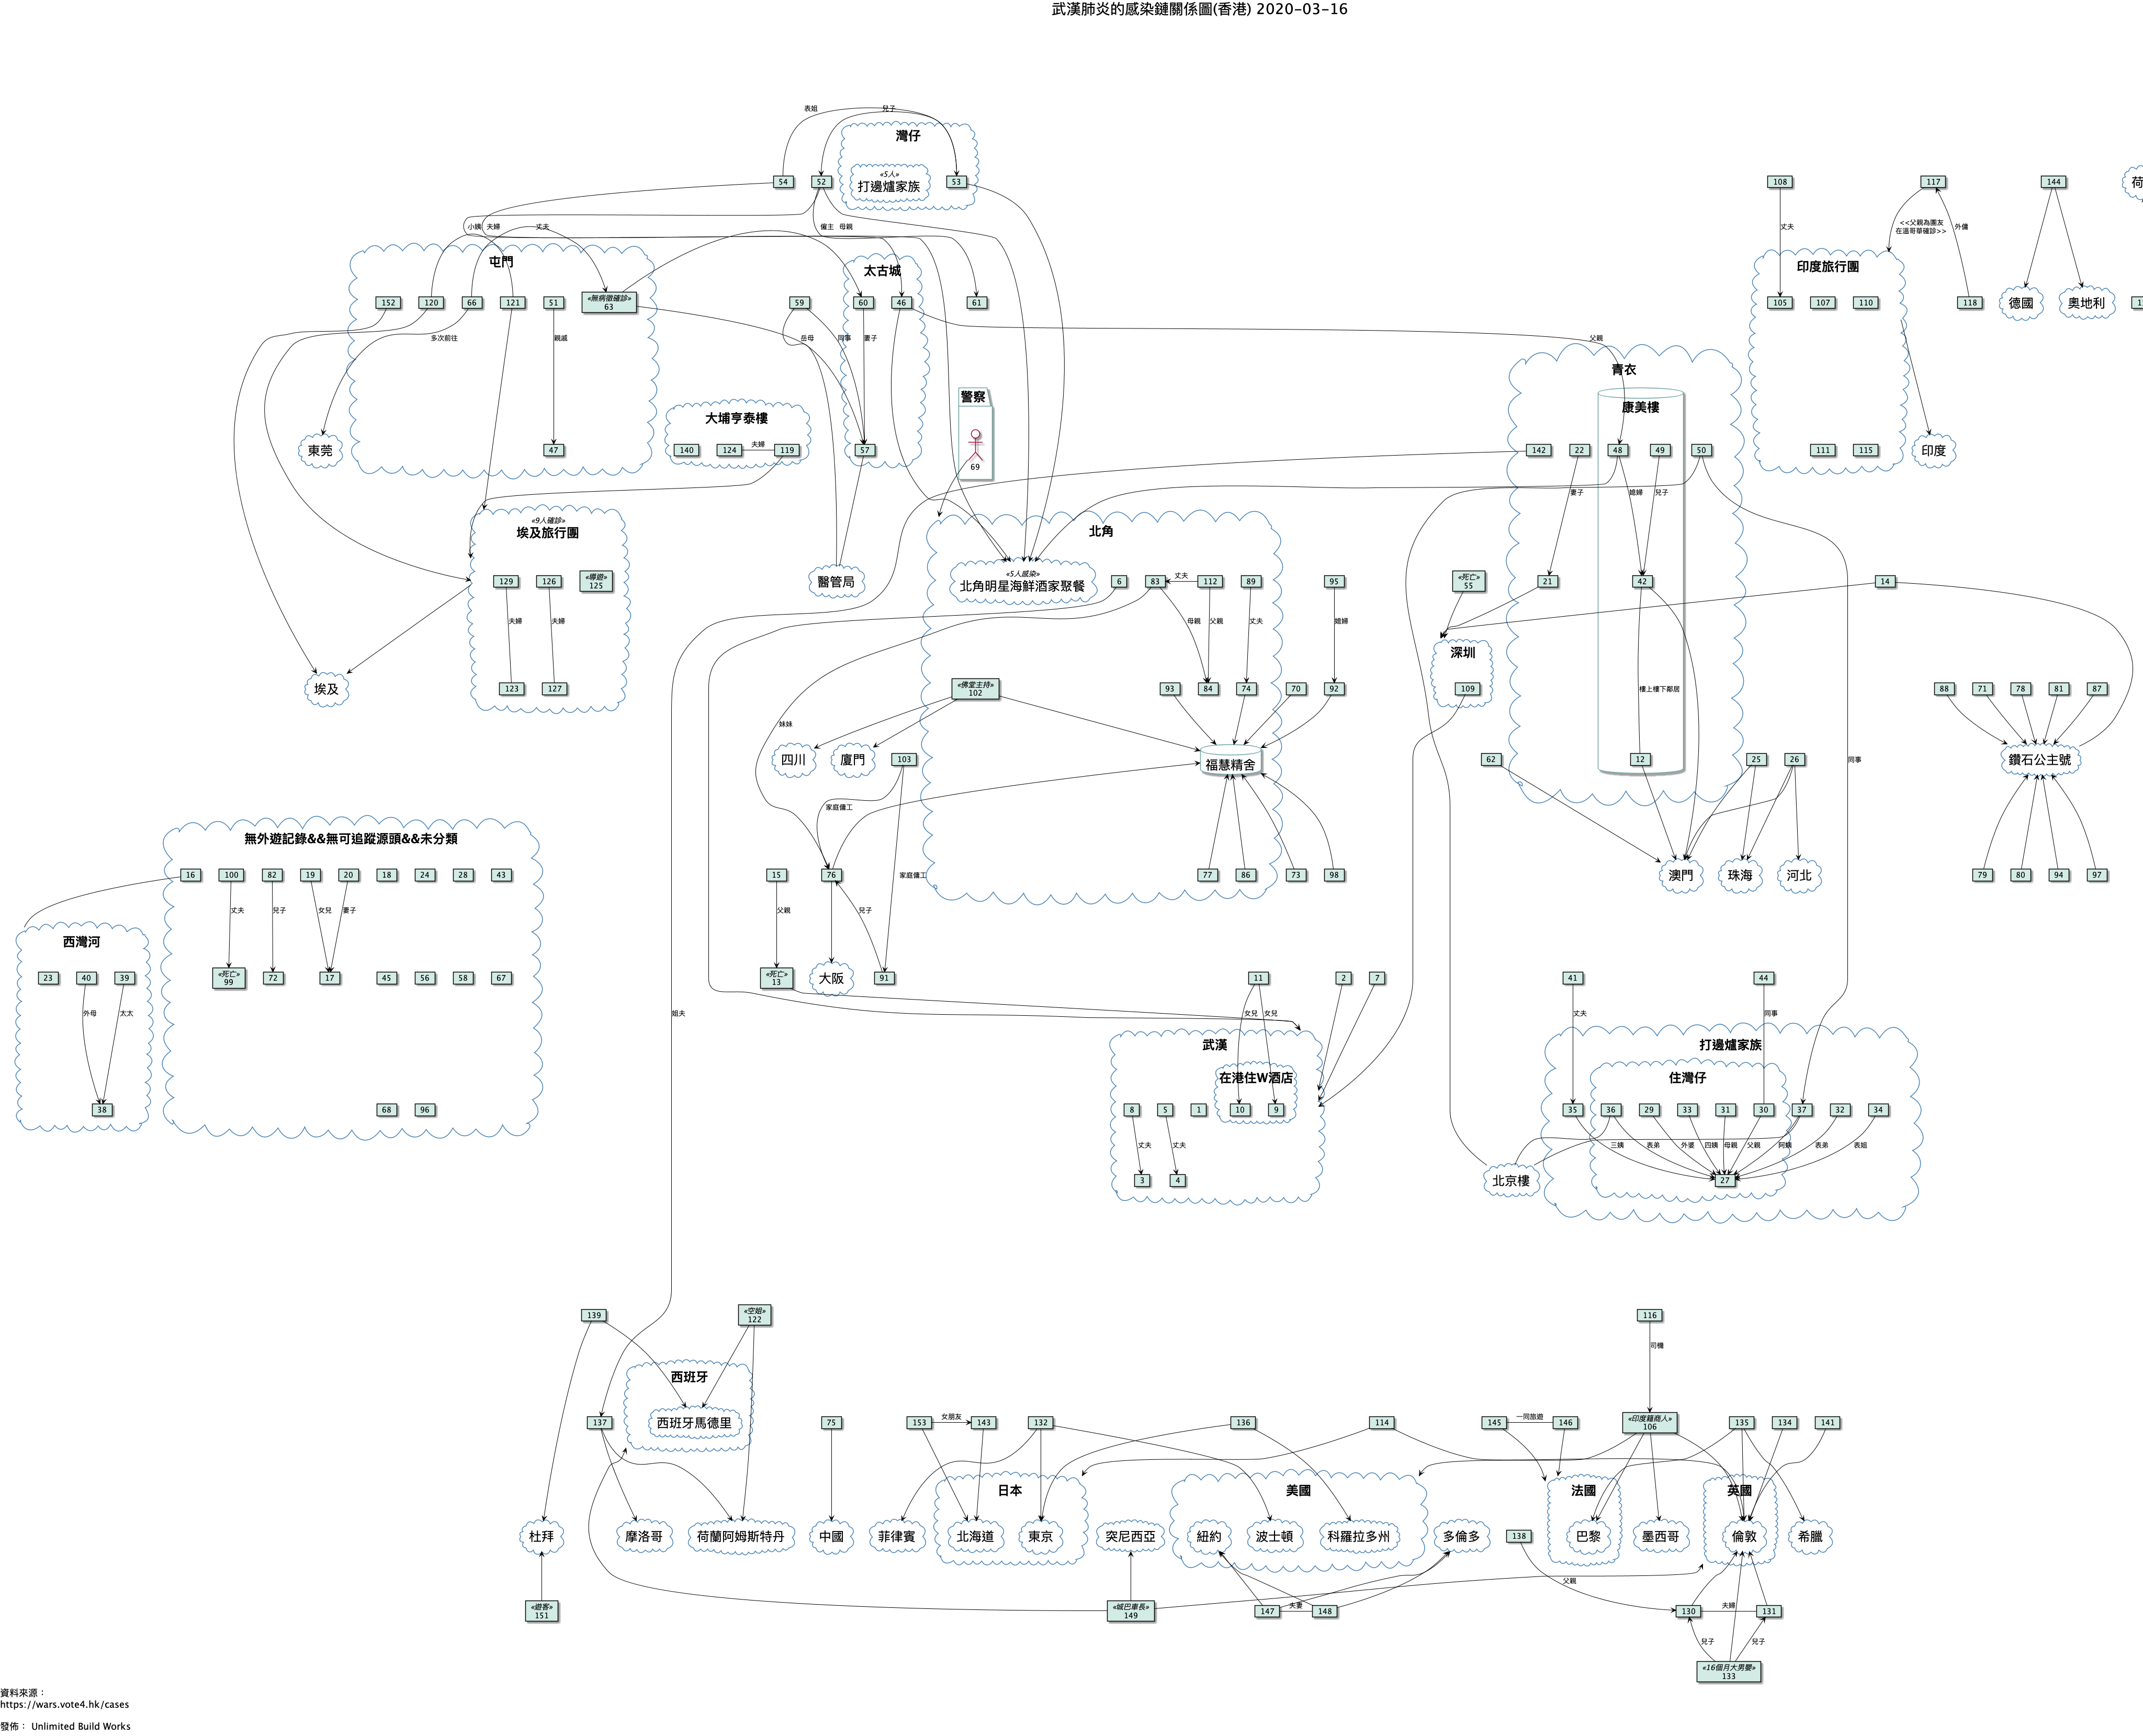 武漢肺炎的感染鏈關係圖(香港) 2020-03-16
表姐
兒子
灣仔
«5人»
打邊爐家族
54
52
53
108
117
144
荷
小姨
夫婦
丈夫
僱主
母親
丈夫
<<父親為團友
在溫哥華確診>>
外傭
屯門
太古城
印度旅行團
152
120
66
121
51
«無病徵確診»
63
59
60
46
61
105
107
110
118
德國
奧地利
多次前往
親戚
岳母
同事
妻子
父親
青衣
康美樓
警察
69
大埔亨泰樓
東莞
47
140
124
夫婦
119
57
142
22
48
49
50
111
115
印度
妻子
媳婦
兒子
«9人確診»
埃及旅行團
北角
129
126
«導遊»
125
醫管局
«5人感染»
北角明星海鮮酒家聚餐
6
83
丈夫
112
89
95
«死亡»
55
21
42
14
夫婦
夫婦
母親
父親
丈夫
媳婦
深圳
埃及
123
127
«佛堂主持»
102
93
84
74
70
92
109
樓上樓下鄰居
88
71
78
81
87
妹妹
四川
廈門
103
福慧精舍
62
12
25
26
同事
鑽石公主號
家庭傭工
無外遊記錄&&無可追蹤源頭&&未分類
16
100
82
19
20
18
24
28
43
15
76
家庭傭工
77
86
73
98
澳門
珠海
河北
79
80
94
97
丈夫
兒子
女兒
妻子
父親
兒子
西灣河
23
40
39
«死亡»
99
72
17
45
56
58
67
«死亡»
13
大阪
91
11
2
7
41
44
外母
太太
姐夫
女兒
女兒
丈夫
同事
武漢
打邊爐家族
在港住W酒店
住灣仔
38
68
96
8
5
1
10
9
35
36
29
33
31
30
37
32
34
丈夫
丈夫
三姨
表弟
外婆
四姨
母親
父親
阿姨
表弟
表姐
3
4
北京樓
27
139
«空姐»
122
116
司機
西班牙
137
西班牙馬德里
75
153
女朋友
143
132
136
114
145
一同旅遊
146
«印度籍商人»
106
135
134
141
日本
美國
法國
英國
杜拜
摩洛哥
荷蘭阿姆斯特丹
中國
菲律賓
北海道
東京
突尼西亞
紐約
波士頓
科羅拉多州
多倫多
138
巴黎
墨西哥
倫敦
希臘
父親
«遊客»
151
«城巴車長»
149
147
夫妻
148
130
夫婦
131
兒子
兒子
«16個月大男嬰»
133
資料來源：
https://wars.vote4.hk/cases
發佈： Unlimited Build Works